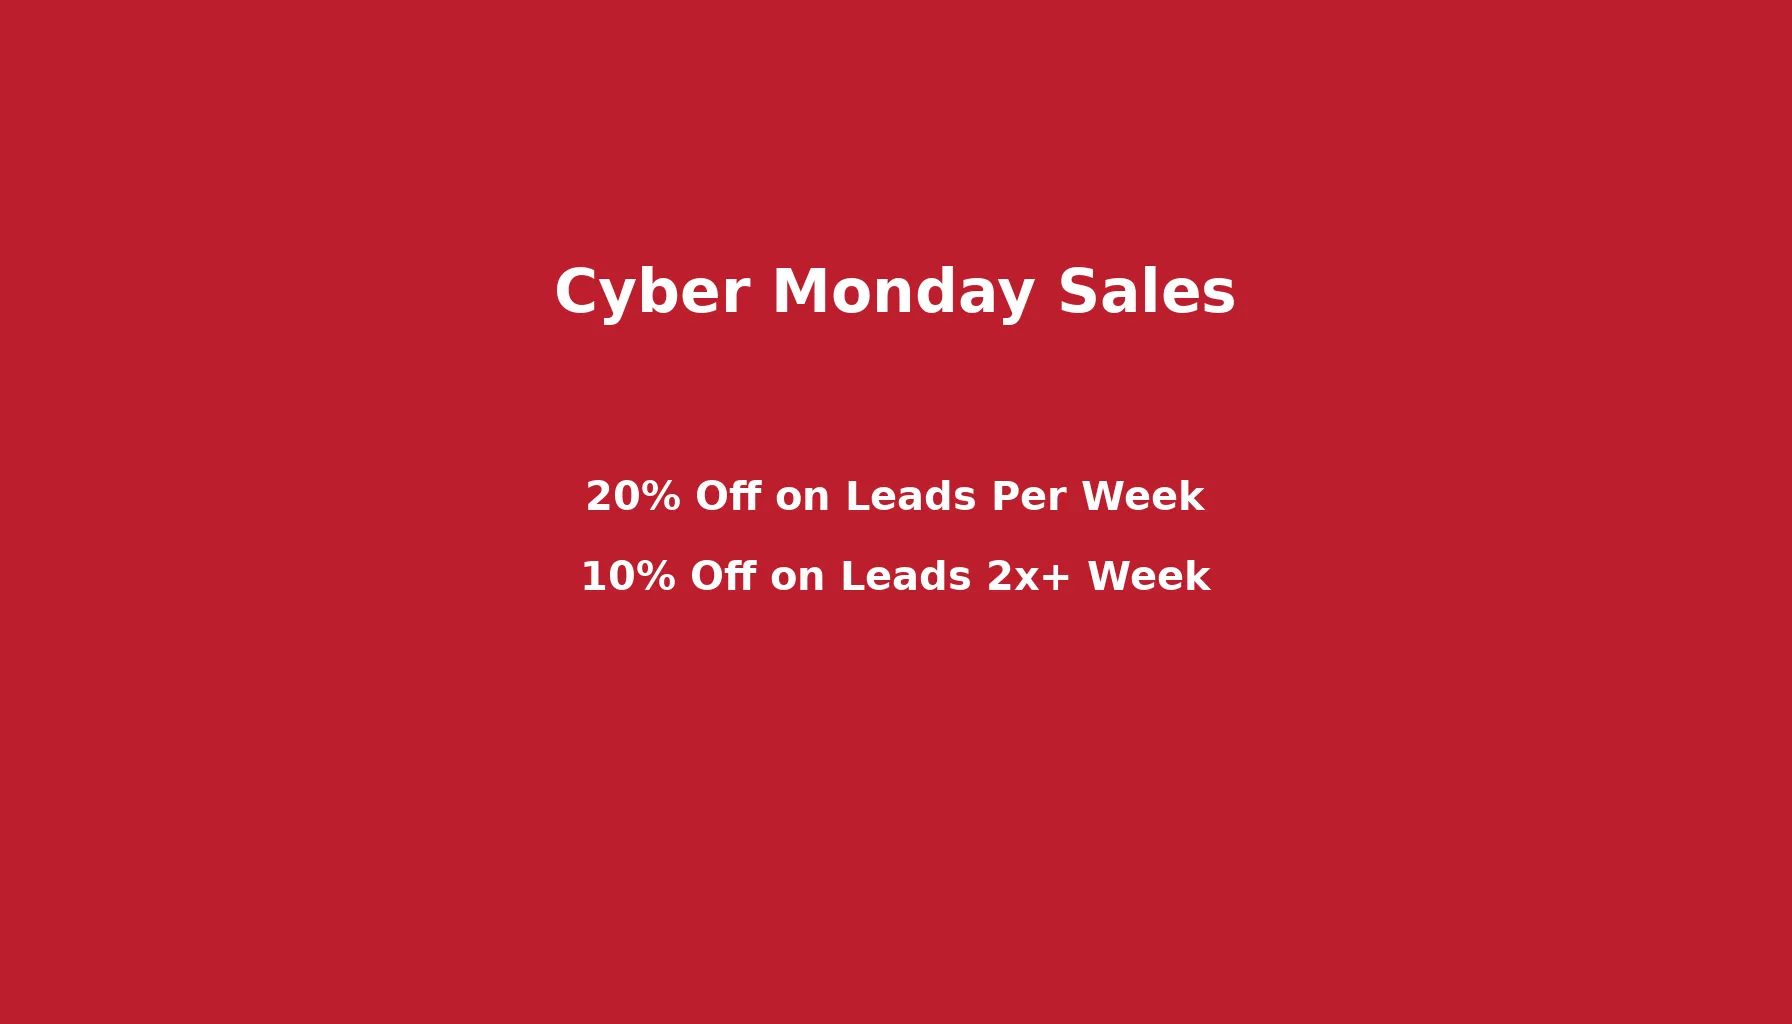 Cyber Monday Sales
20% Off on Leads Per Week
10% Off on Leads 2x+ Week